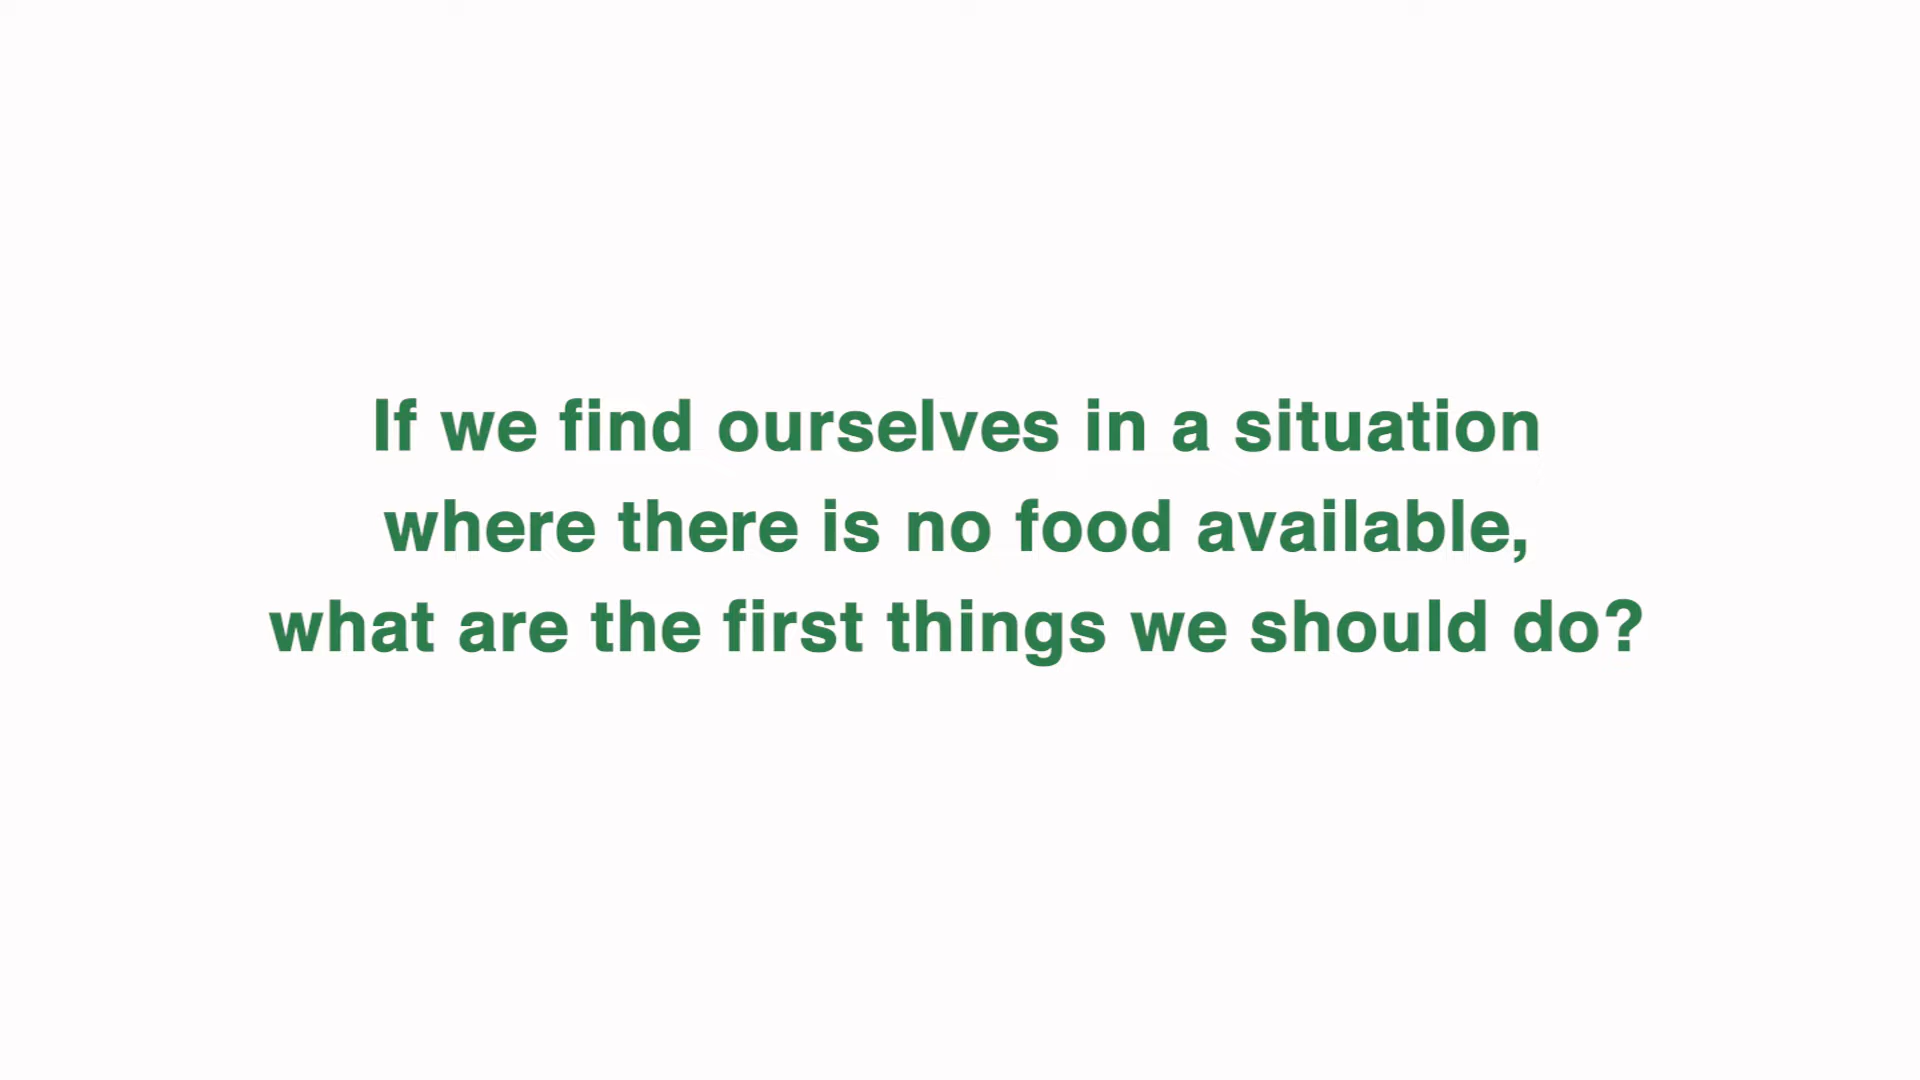 If we find ourselves in a situation
where there is no food available,
what are the first things we should do?